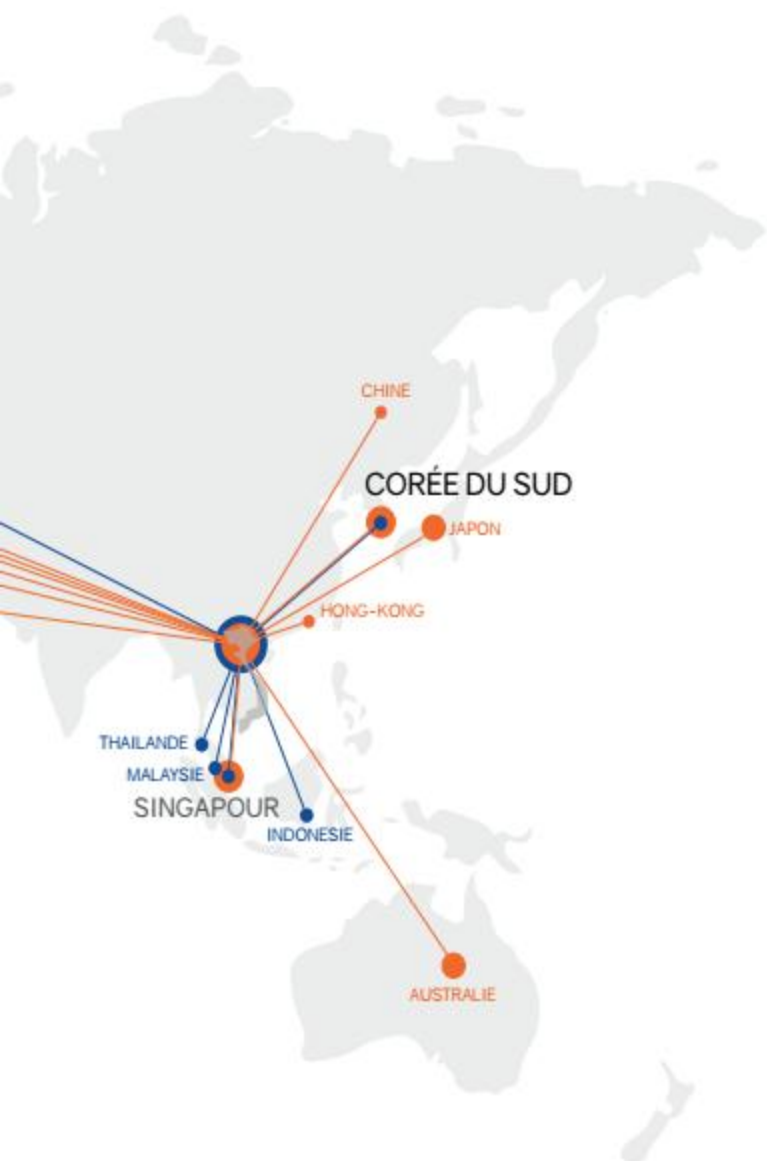 CHINE
CORÉE DU SUD
JAPON
HONG-KONG
THAILANDE
MALAYSIE
SINGAPOUR
INDONESIE
AUSTRALIE